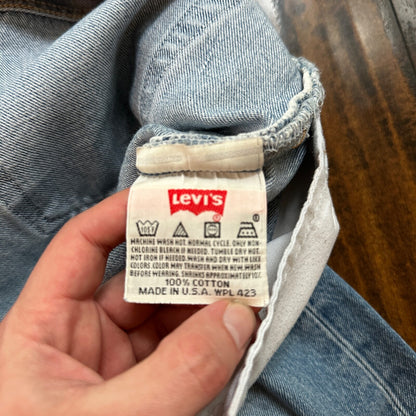 LEVI'S
105F
MACHINE WASH HOT, NORMAL CYCLE, ONLY NON-
CHLORINE BLEACH IF NEEDED. TUMBLE DRY HOT.
HOT IRON IF NEEDED. WASH AND DRY WITH LIKE
COLORS. COLOR MAY TRANSFER WHEN NEW. WASH
BEFORE WEARING. SHRINKS APPROXIMATELY
100% COTTON
MADE IN U.S.A. WPL 423